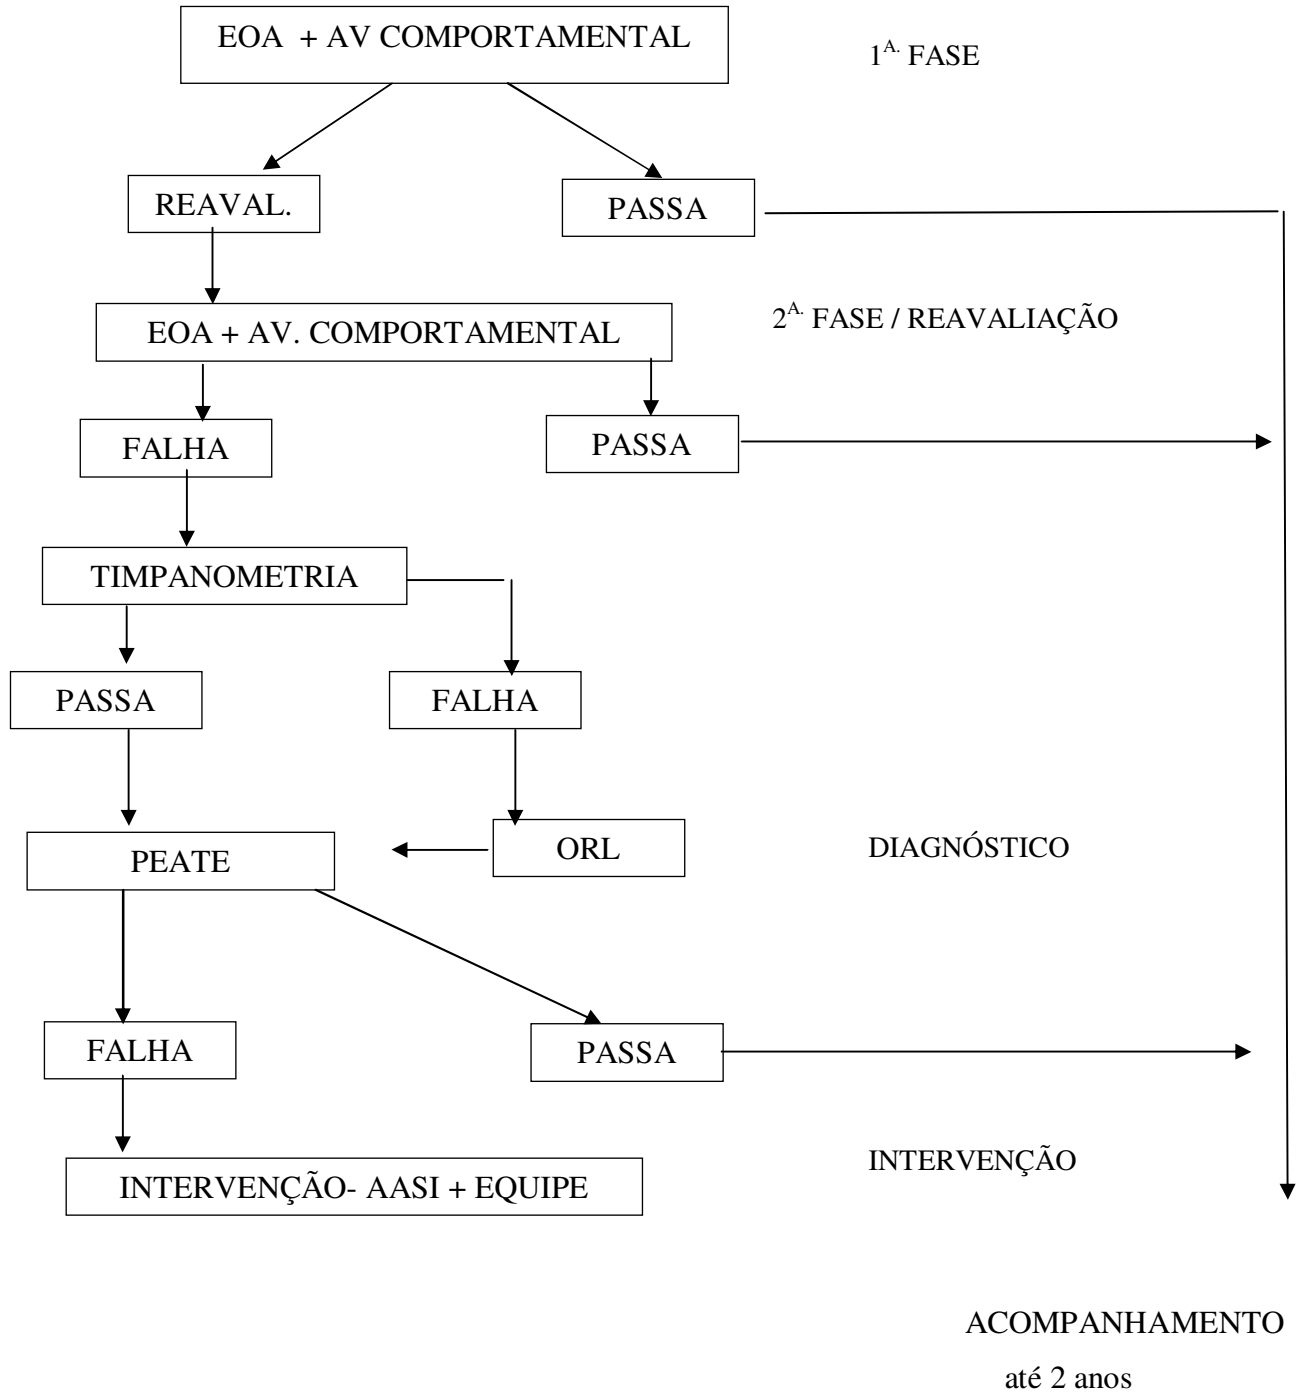 EOA + AV COMPORTAMENTAL
1A. FASE
REAVAL.
PASSA
EOA + AV. COMPORTAMENTAL
2A. FASE / REAVALIAÇÃO
FALHA
PASSA
TIMPANOMETRIA
PASSA
FALHA
PEATE
ORL
DIAGNÓSTICO
FALHA
PASSA
INTERVENÇÃO- AASI + EQUIPE
INTERVENÇÃO
ACOMPANHAMENTO
até 2 anos